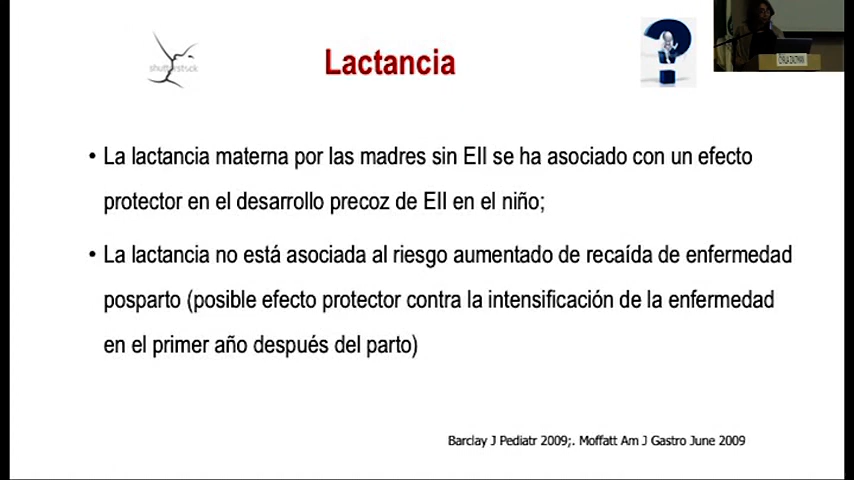 Lactancia
shutterstock
• La lactancia materna por las madres sin EII se ha asociado con un efecto
protector en el desarrollo precoz de EII en el niño;
• La lactancia no está asociada al riesgo aumentado de recaída de enfermedad
posparto (posible efecto protector contra la intensificación de la enfermedad
en el primer año después del parto)
Barclay J Pediatr 2009;. Moffatt Am J Gastro June 2009